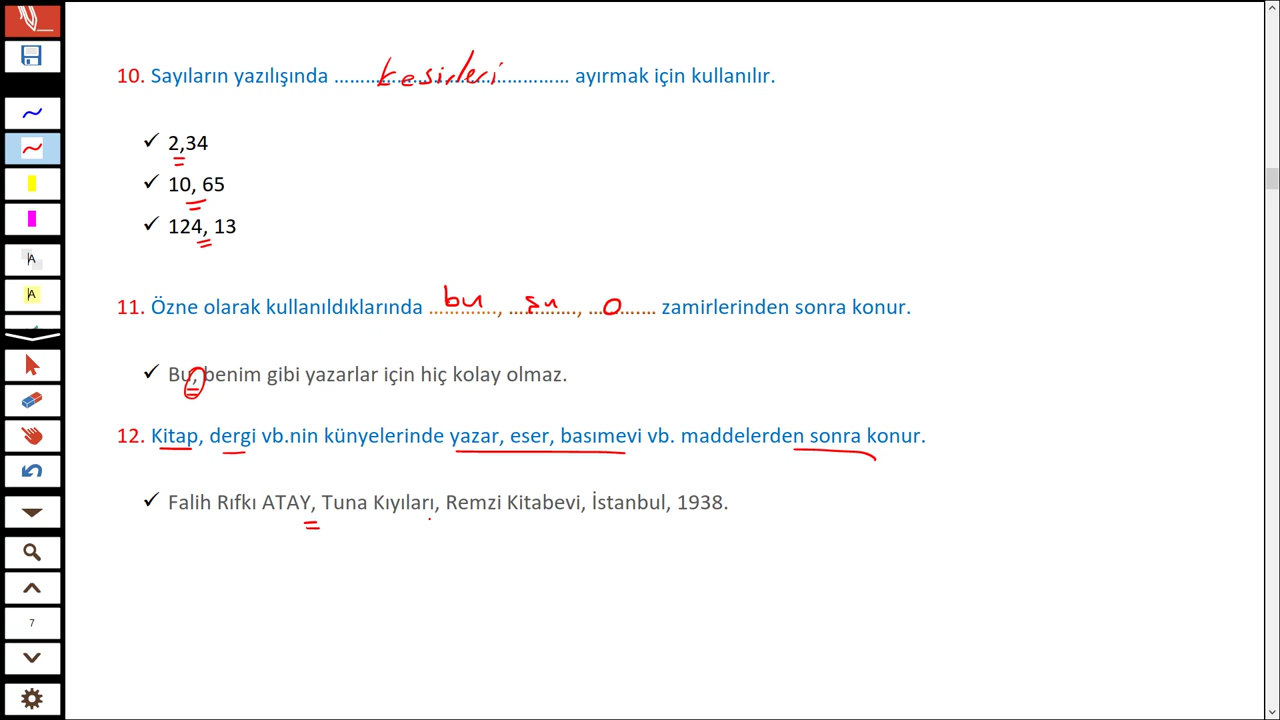 10. Sayıların yazılışında ......kesirleri...... ayırmak için kullanılır.
✓ 2,34
✓ 10, 65
✓ 124, 13
11. Özne olarak kullanıldıklarında ....bu...., ....şu...., ....o.... zamirlerinden sonra konur.
✓ Bu, benim gibi yazarlar için hiç kolay olmaz.
12. Kitap, dergi vb.nin künyelerinde yazar, eser, basımevi vb. maddelerden sonra konur.
✓ Falih Rıfkı ATAY, Tuna Kıyıları, Remzi Kitabevi, İstanbul, 1938.
A
A
7